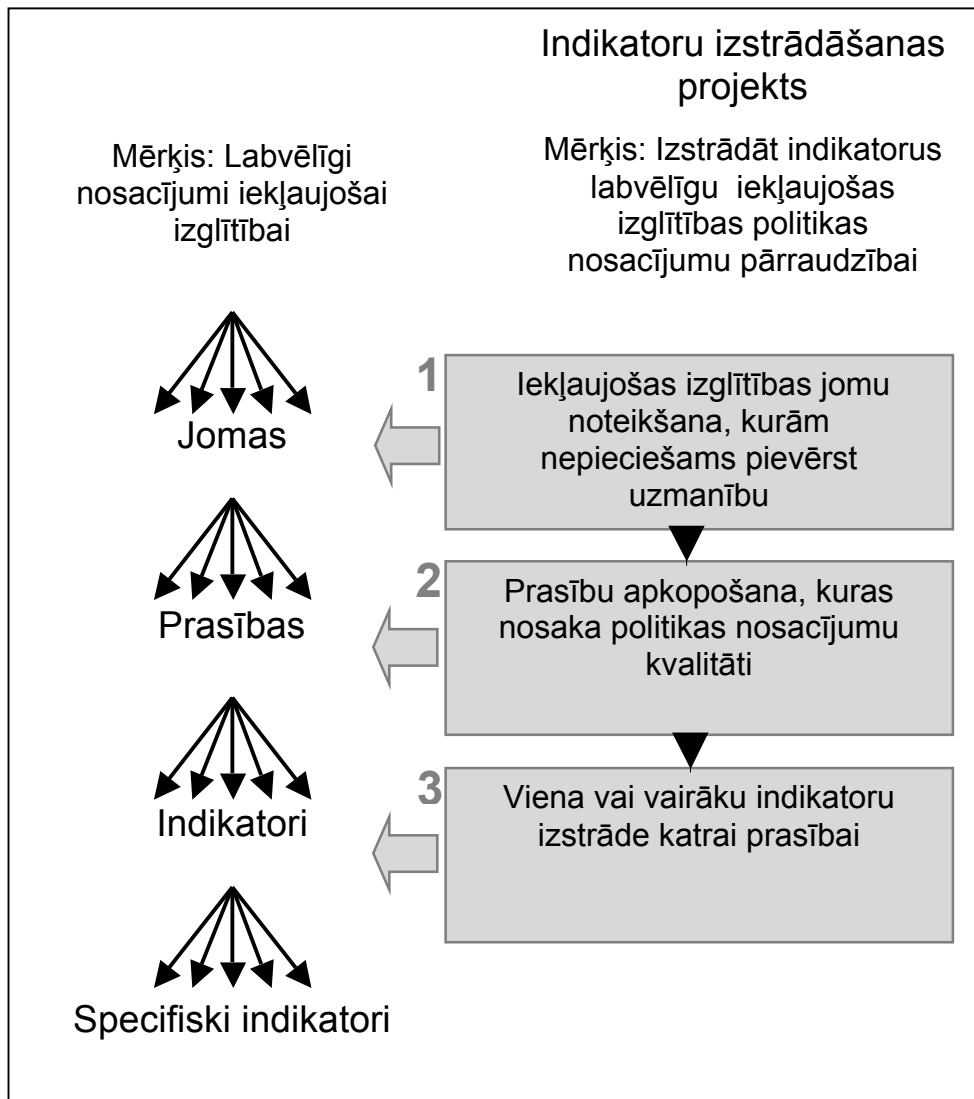 Indikatoru izstrādāšanas
projekts
Mērķis: Labvēlīgi
nosacījumi iekļaujošai
izglītībai
Mērķis: Izstrādāt indikatorus
labvēlīgu iekļaujošas
izglītības politikas
nosacījumu pārraudzībai
Jomas
1
Iekļaujošas izglītības jomu
noteikšana, kurām
nepieciešams pievērst
uzmanību
Prasības
2
Prasību apkopošana, kuras
nosaka politikas nosacījumu
kvalitāti
Indikatori
3
Viena vai vairāku indikatoru
izstrāde katrai prasībai
Specifiski indikatori